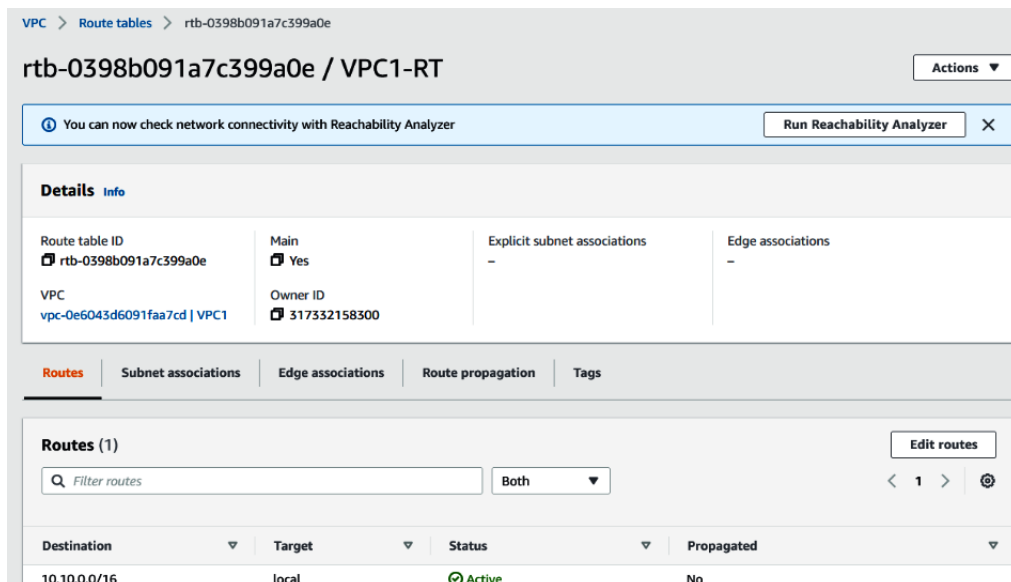 VPC > Route tables > rtb-0398b091a7c399a0e
rtb-0398b091a7c399a0e / VPC1-RT
Actions
You can now check network connectivity with Reachability Analyzer
Run Reachability Analyzer
Details Info
Route table ID
rtb-0398b091a7c399a0e
Main
Yes
Explicit subnet associations
–
Edge associations
–
VPC
vpc-0e6043d6091faa7cd | VPC1
Owner ID
317332158300
Routes
Subnet associations
Edge associations
Route propagation
Tags
Routes (1)
Edit routes
Filter routes
Both
1
Destination Target Status Propagated
10.10.0.0/16 local Active No